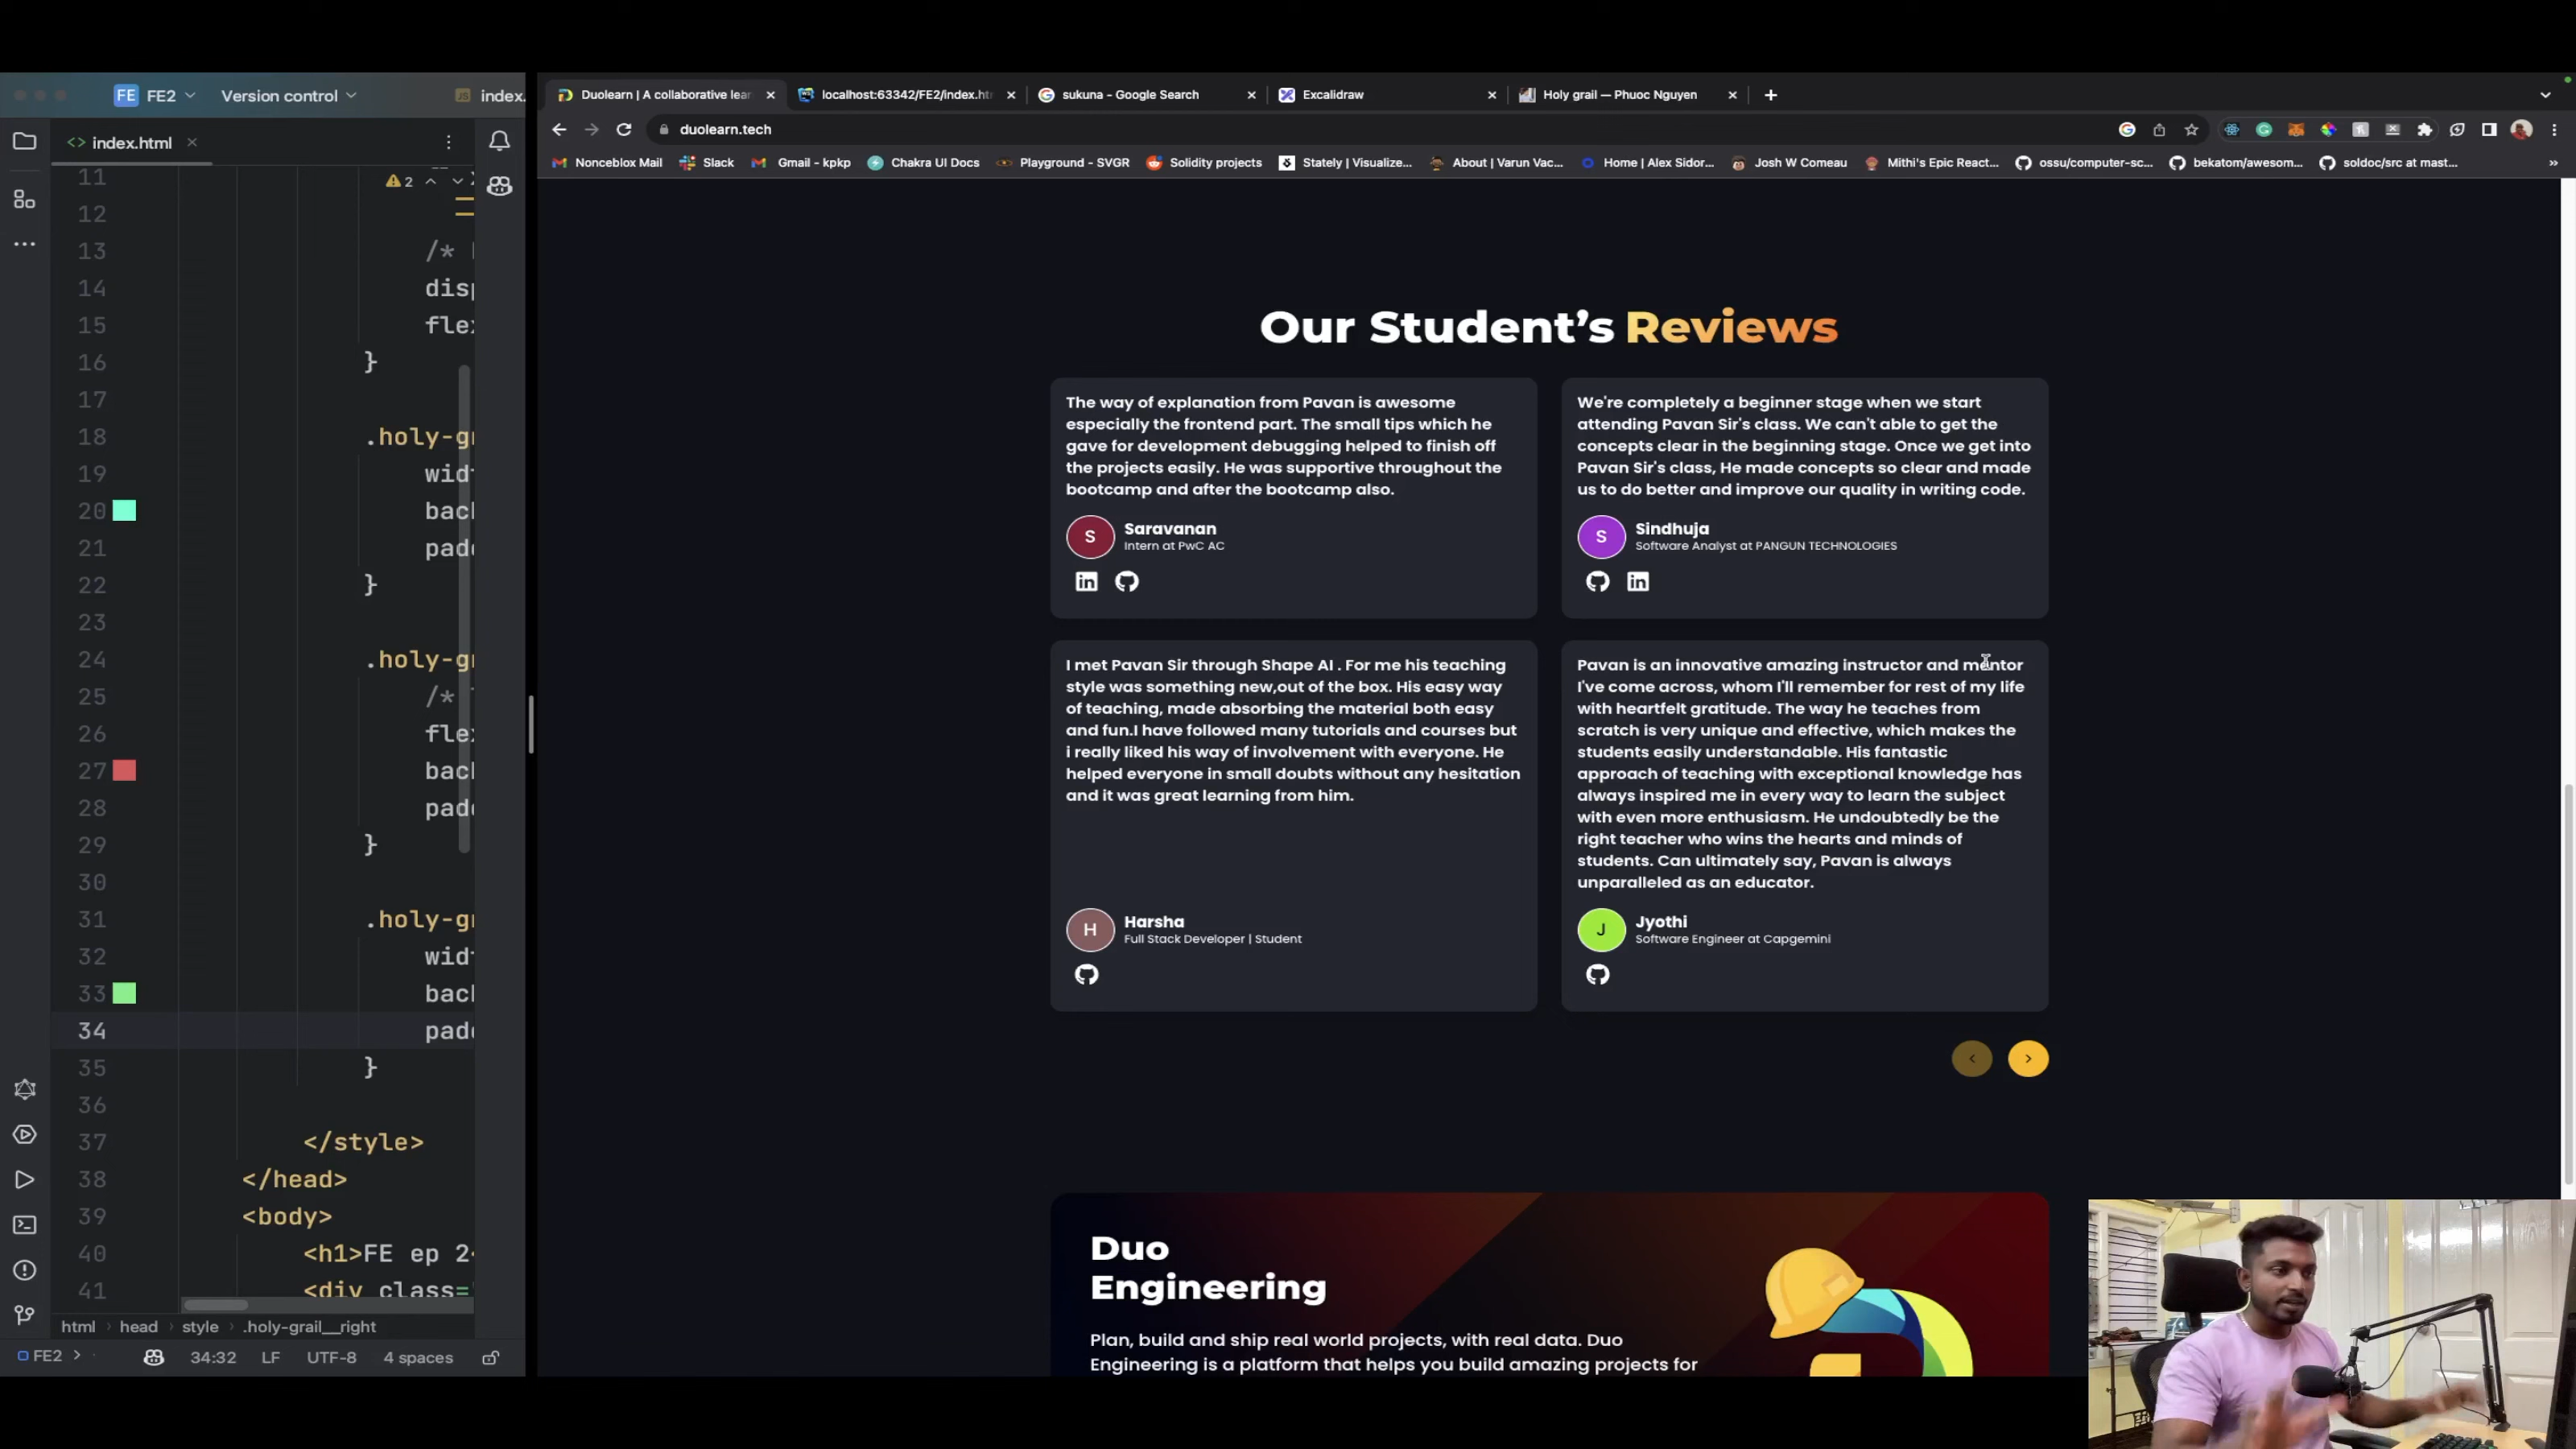 FE FE2 Version control index.
index.html
2
11
12
13 /*
14 disp
15 flex
16 }
17
18 .holy-gr
19 widt
20 back
21 padd
22 }
23
24 .holy-gr
25 /*
26 flex
27 back
28 padd
29 }
30
31 .holy-gr
32 widt
33 back
34 padd
35 }
36
37 </style>
38 </head>
39 <body>
40 <h1>FE ep 2<
41 <div class=
html head style .holy-grail__right
FE2 > 34:32 LF UTF-8 4 spaces
Duolearn | A collaborative lear localhost:63342/FE2/index.ht sukuna - Google Search Excalidraw Holy grail — Phuoc Nguyen
duolearn.tech
Nonceblox Mail Slack Gmail - kpkp Chakra UI Docs Playground - SVGR Solidity projects Stately | Visualize... About | Varun Vac... Home | Alex Sidor... Josh W Comeau Mithi's Epic React... ossu/computer-sc... bekatom/awesom... soldoc/src at mast... »
Our Student’s Reviews
The way of explanation from Pavan is awesome
especially the frontend part. The small tips which he
gave for development debugging helped to finish off
the projects easily. He was supportive throughout the
bootcamp and after the bootcamp also.
S Saravanan
Intern at PwC AC
in
We're completely a beginner stage when we start
attending Pavan Sir's class. We can't able to get the
concepts clear in the beginning stage. Once we get into
Pavan Sir's class, He made concepts so clear and made
us to do better and improve our quality in writing code.
S Sindhuja
Software Analyst at PANGUN TECHNOLOGIES
in
I met Pavan Sir through Shape AI . For me his teaching
style was something new,out of the box. His easy way
of teaching, made absorbing the material both easy
and fun.I have followed many tutorials and courses but
i really liked his way of involvement with everyone. He
helped everyone in small doubts without any hesitation
and it was great learning from him.
H Harsha
Full Stack Developer | Student
Pavan is an innovative amazing instructor and mentor
I've come across, whom I'll remember for rest of my life
with heartfelt gratitude. The way he teaches from
scratch is very unique and effective, which makes the
students easily understandable. His fantastic
approach of teaching with exceptional knowledge has
always inspired me in every way to learn the subject
with even more enthusiasm. He undoubtedly be the
right teacher who wins the hearts and minds of
students. Can ultimately say, Pavan is always
unparalleled as an educator.
J Jyothi
Software Engineer at Capgemini
Duo
Engineering
Plan, build and ship real world projects, with real data. Duo
Engineering is a platform that helps you build amazing projects for